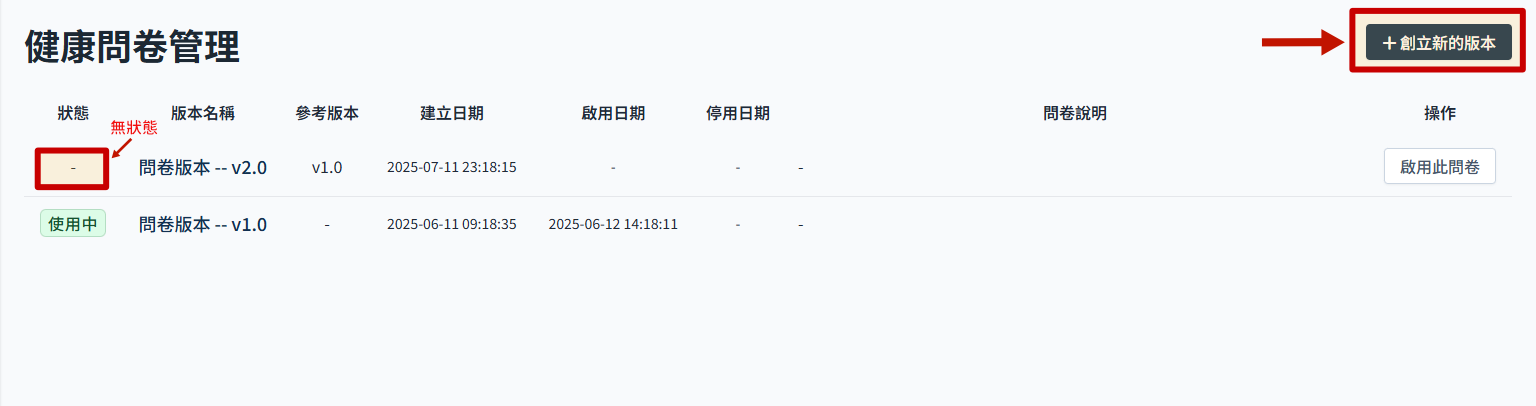 健康問卷管理
＋創立新的版本
狀態 版本名稱 參考版本 建立日期 啟用日期 停用日期 問卷說明 操作
無狀態
- 問卷版本 -- v2.0 v1.0 2025-07-11 23:18:15 - - - 啟用此問卷
使用中 問卷版本 -- v1.0 - 2025-06-11 09:18:35 2025-06-12 14:18:11 - -